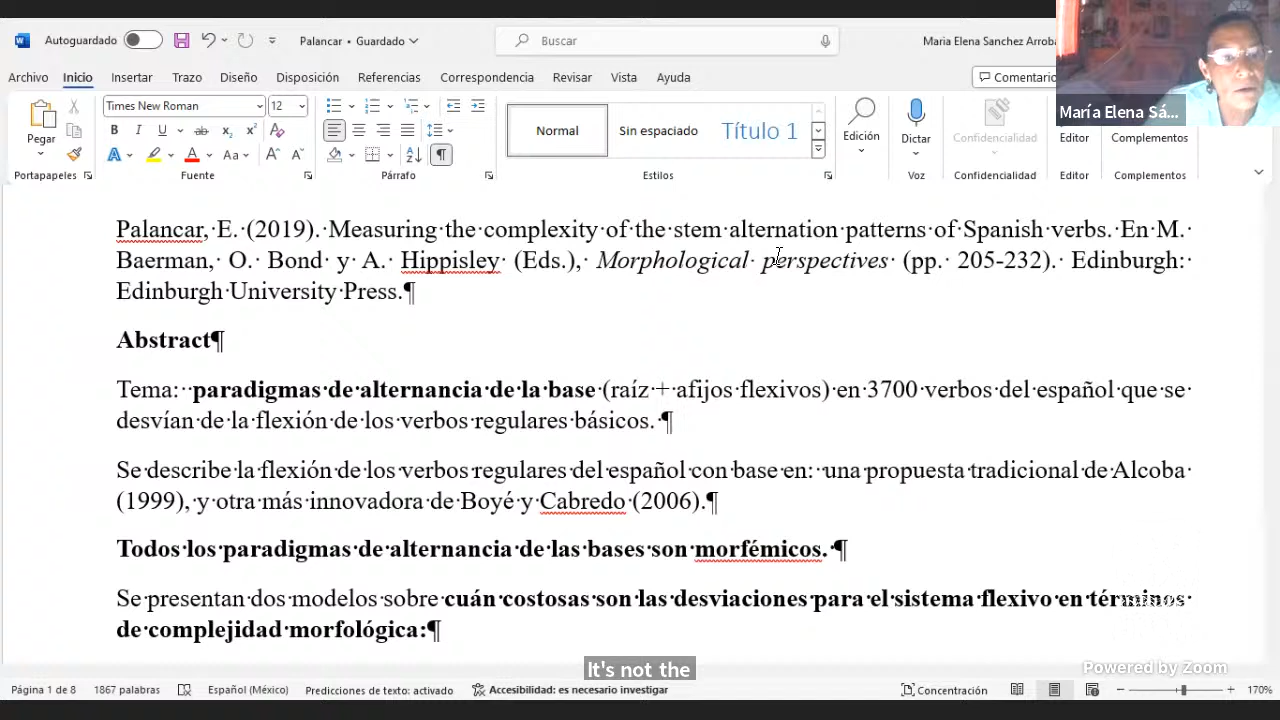 Autoguardado
Palancar • Guardado
Buscar
Maria Elena Sanchez Arroba
Archivo Inicio Insertar Trazo Diseño Disposición Referencias Correspondencia Revisar Vista Ayuda
Comentario
María Elena Sá...
Pegar
Times New Roman 12
Normal
Sin espaciado
Título 1
Edición
Dictar
Confidencialidad
Editor
Complementos
Portapapeles
Fuente
Párrafo
Estilos
Voz
Confidencialidad
Editor
Complementos
Palancar, E. (2019). Measuring the complexity of the stem alternation patterns of Spanish verbs. En M.
Baerman, O. Bond y A. Hippisley (Eds.), Morphological perspectives (pp. 205-232). Edinburgh:
Edinburgh University Press.¶
Abstract¶
Tema: paradigmas de alternancia de la base (raíz + afijos flexivos) en 3700 verbos del español que se
desvían de la flexión de los verbos regulares básicos. ¶
Se describe la flexión de los verbos regulares del español con base en: una propuesta tradicional de Alcoba
(1999), y otra más innovadora de Boyé y Cabredo (2006).¶
Todos los paradigmas de alternancia de las bases son morfémicos. ¶
Se presentan dos modelos sobre cuán costosas son las desviaciones para el sistema flexivo en términos
de complejidad morfológica:¶
It's not the
Powered by Zoom
Página 1 de 8 1867 palabras Español (México) Predicciones de texto: activado Accesibilidad: es necesario investigar Concentración 170%